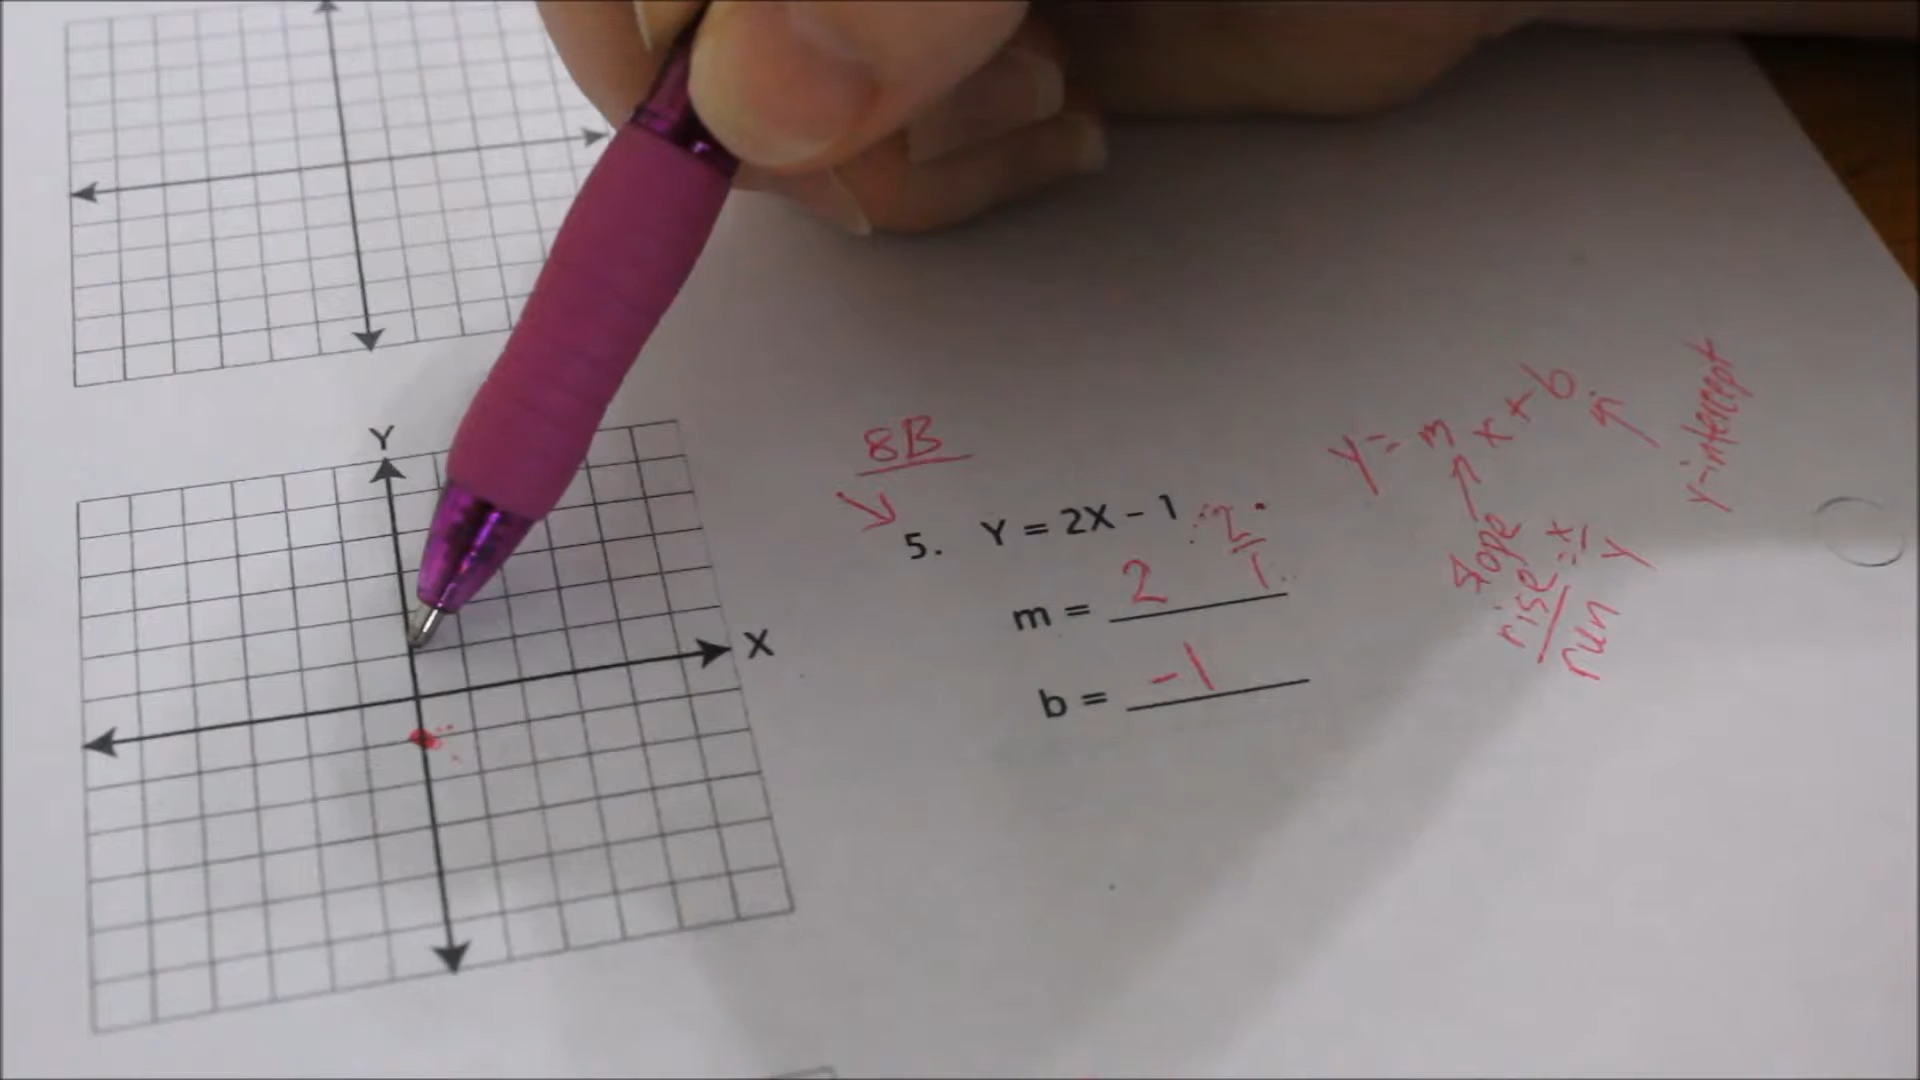 Y
X
8B
5. Y = 2X - 1
m = 2 2/1
b = -1
y = m x + b
slope
rise = x
run y
y-intercept